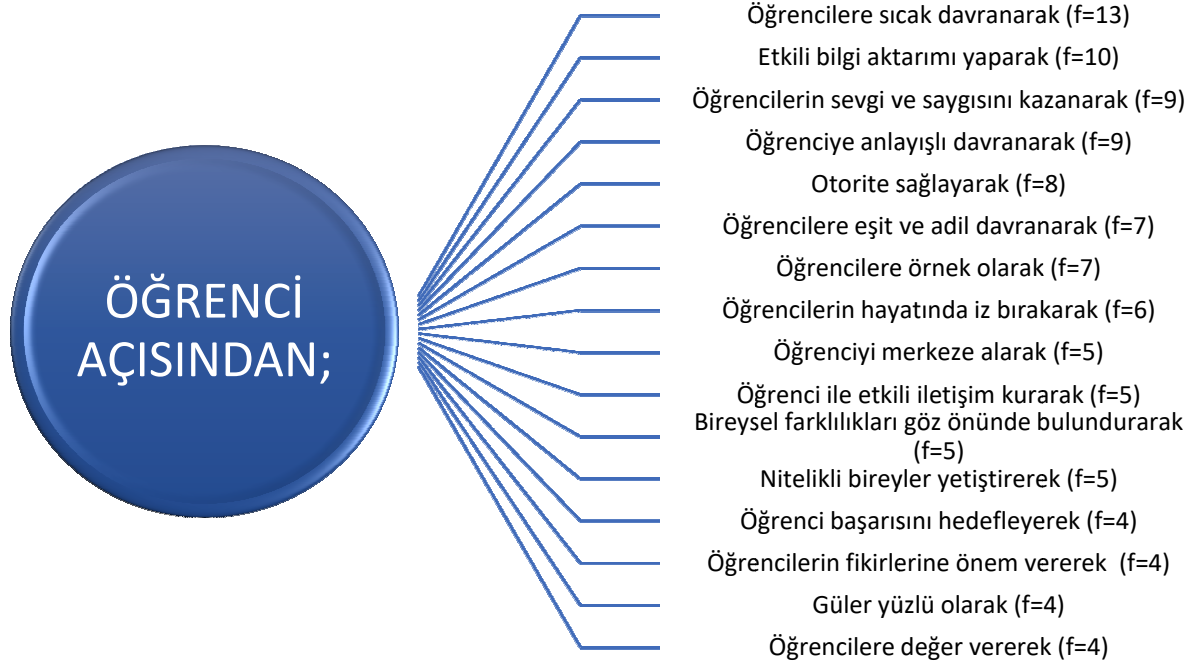 ÖĞRENCİ
AÇISINDAN;
Öğrencilere sıcak davranarak (f=13)
Etkili bilgi aktarımı yaparak (f=10)
Öğrencilerin sevgi ve saygısını kazanarak (f=9)
Öğrenciye anlayışlı davranarak (f=9)
Otorite sağlayarak (f=8)
Öğrencilere eşit ve adil davranarak (f=7)
Öğrencilere örnek olarak (f=7)
Öğrencilerin hayatında iz bırakarak (f=6)
Öğrenciyi merkeze alarak (f=5)
Öğrenci ile etkili iletişim kurarak (f=5)
Bireysel farklılıkları göz önünde bulundurarak
(f=5)
Nitelikli bireyler yetiştirerek (f=5)
Öğrenci başarısını hedefleyerek (f=4)
Öğrencilerin fikirlerine önem vererek (f=4)
Güler yüzlü olarak (f=4)
Öğrencilere değer vererek (f=4)